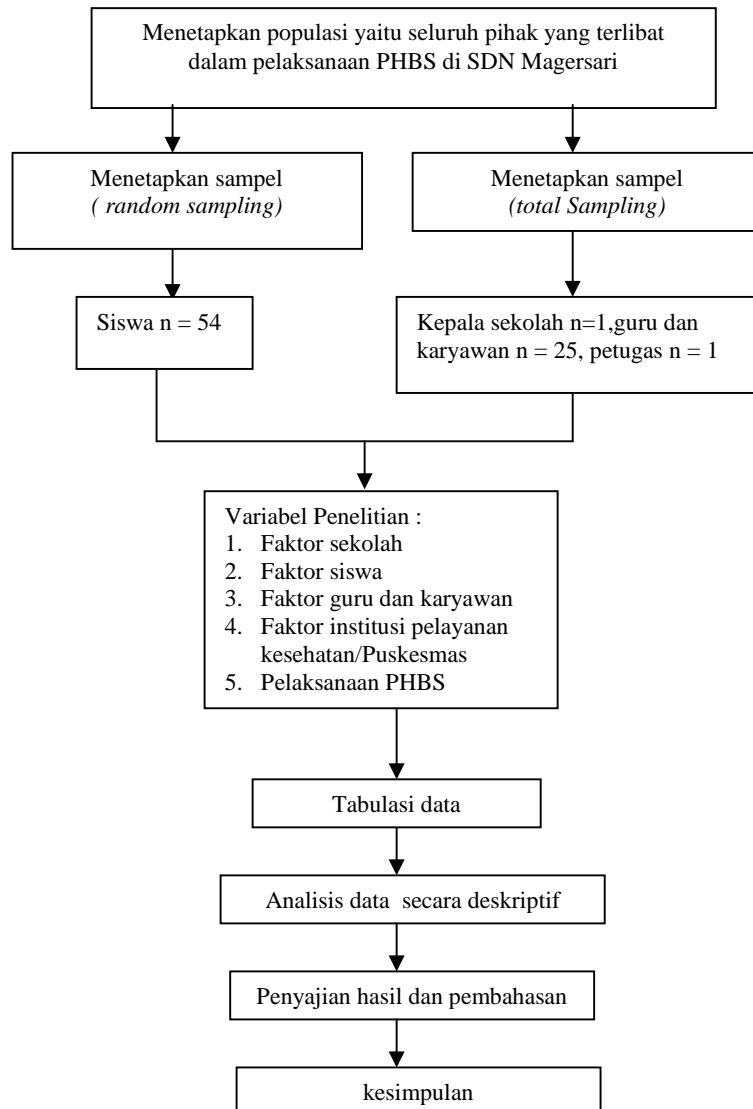 Menetapkan populasi yaitu seluruh pihak yang terlibat
dalam pelaksanaan PHBS di SDN Magersari
Menetapkan sampel
( random sampling)
Menetapkan sampel
(total Sampling)
Siswa n = 54
Kepala sekolah n=1,guru dan
karyawan n = 25, petugas n = 1
Variabel Penelitian :
1. Faktor sekolah
2. Faktor siswa
3. Faktor guru dan karyawan
4. Faktor institusi pelayanan
kesehatan/Puskesmas
5. Pelaksanaan PHBS
Tabulasi data
Analisis data secara deskriptif
Penyajian hasil dan pembahasan
kesimpulan